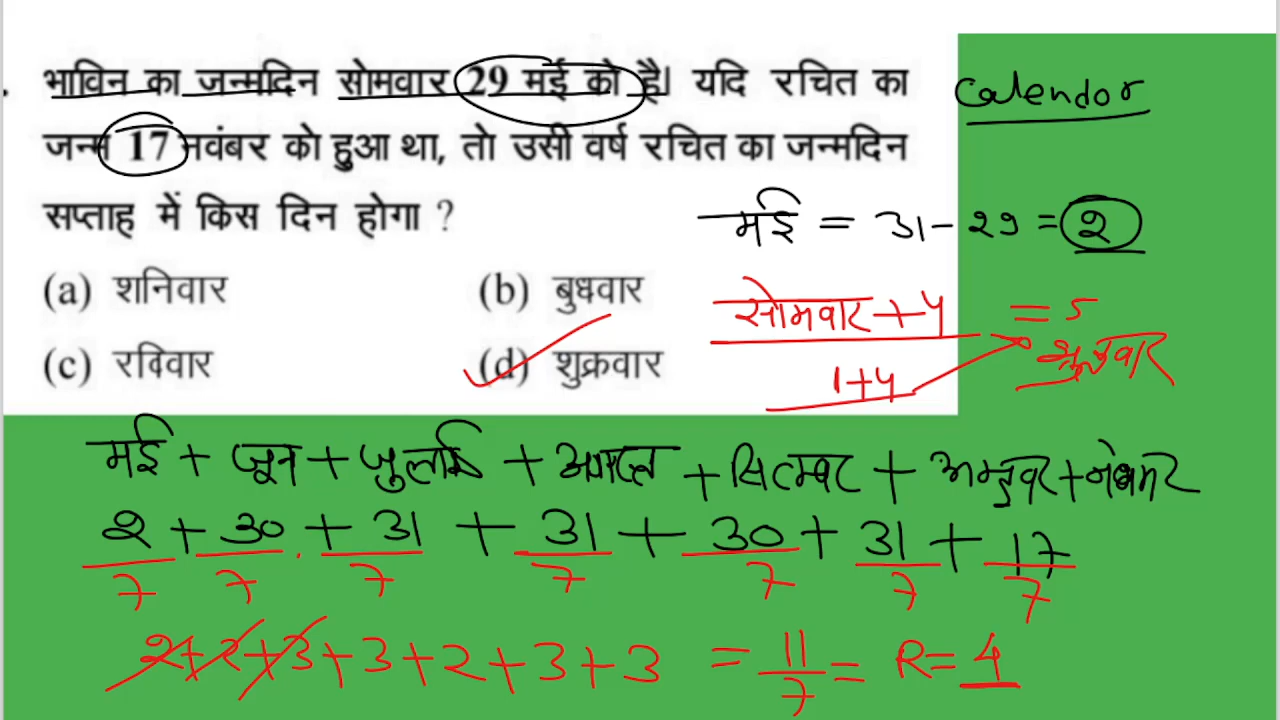 भाविन का जन्मदिन सोमवार 29 मई को है। यदि रचित का
जन्म 17 नवंबर को हुआ था, तो उसी वर्ष रचित का जन्मदिन
सप्ताह में किस दिन होगा ?
(a) शनिवार (b) बुधवार
(c) रविवार (d) शुक्रवार
Calendor
मई = 31 - 29 = 2
सोमवार + 4 = 5
1+4 शुक्रवार
मई + जून + जुलाई + अगस्त + सितम्बर + अक्टूबर + नवम्बर
2 + 30 + 31 + 31 + 30 + 31 + 17
7 7 7 7 7 7 7
2+2+3+3+2+3+3 = 11/7 = R = 4